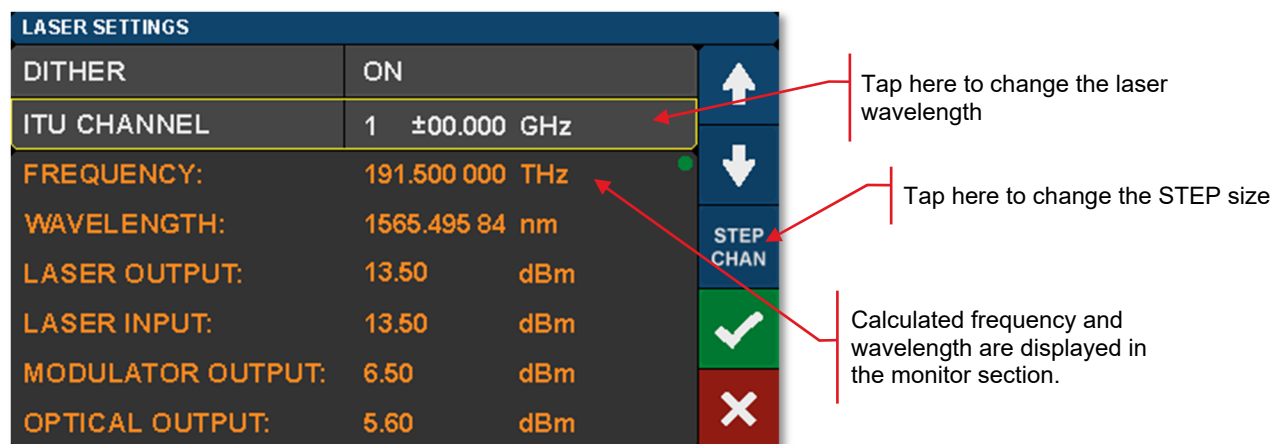 LASER SETTINGS
DITHER ON
ITU CHANNEL 1 ±00.000 GHz
FREQUENCY: 191.500 000 THz
WAVELENGTH: 1565.495 84 nm
LASER OUTPUT: 13.50 dBm
LASER INPUT: 13.50 dBm
MODULATOR OUTPUT: 6.50 dBm
OPTICAL OUTPUT: 5.60 dBm
STEP
CHAN
Tap here to change the laser
wavelength
Tap here to change the STEP size
Calculated frequency and
wavelength are displayed in
the monitor section.